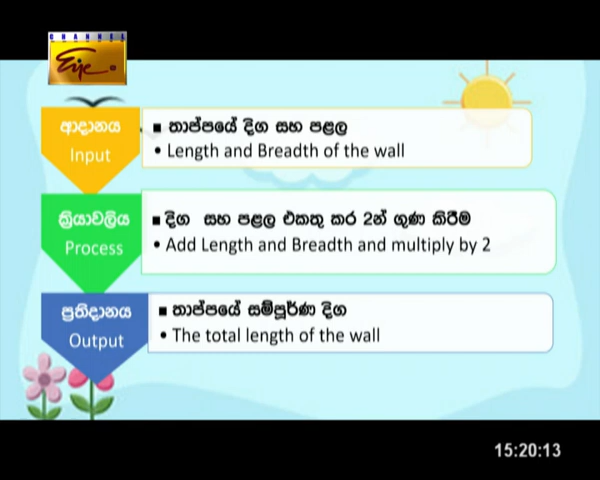 CHANNEL
Eye
ආදානය
Input
■ තාප්පයේ දිග සහ පළල
• Length and Breadth of the wall
ක්‍රියාවලිය
Process
■ දිග සහ පළල එකතු කර 2න් ගුණ කිරීම
• Add Length and Breadth and multiply by 2
ප්‍රතිදානය
Output
■ තාප්පයේ සම්පූර්ණ දිග
• The total length of the wall
15:20:13